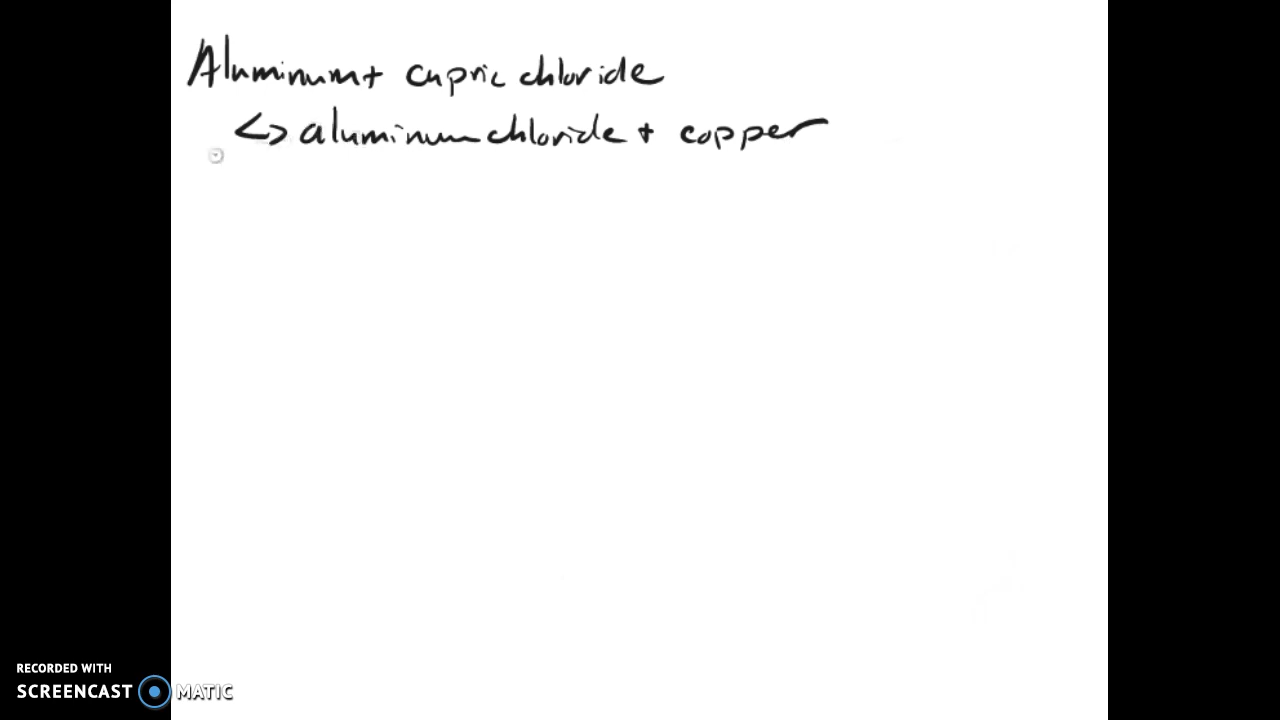 Aluminum + cupric chloride
<-> aluminum chloride + copper
RECORDED WITH
SCREENCAST MATIC